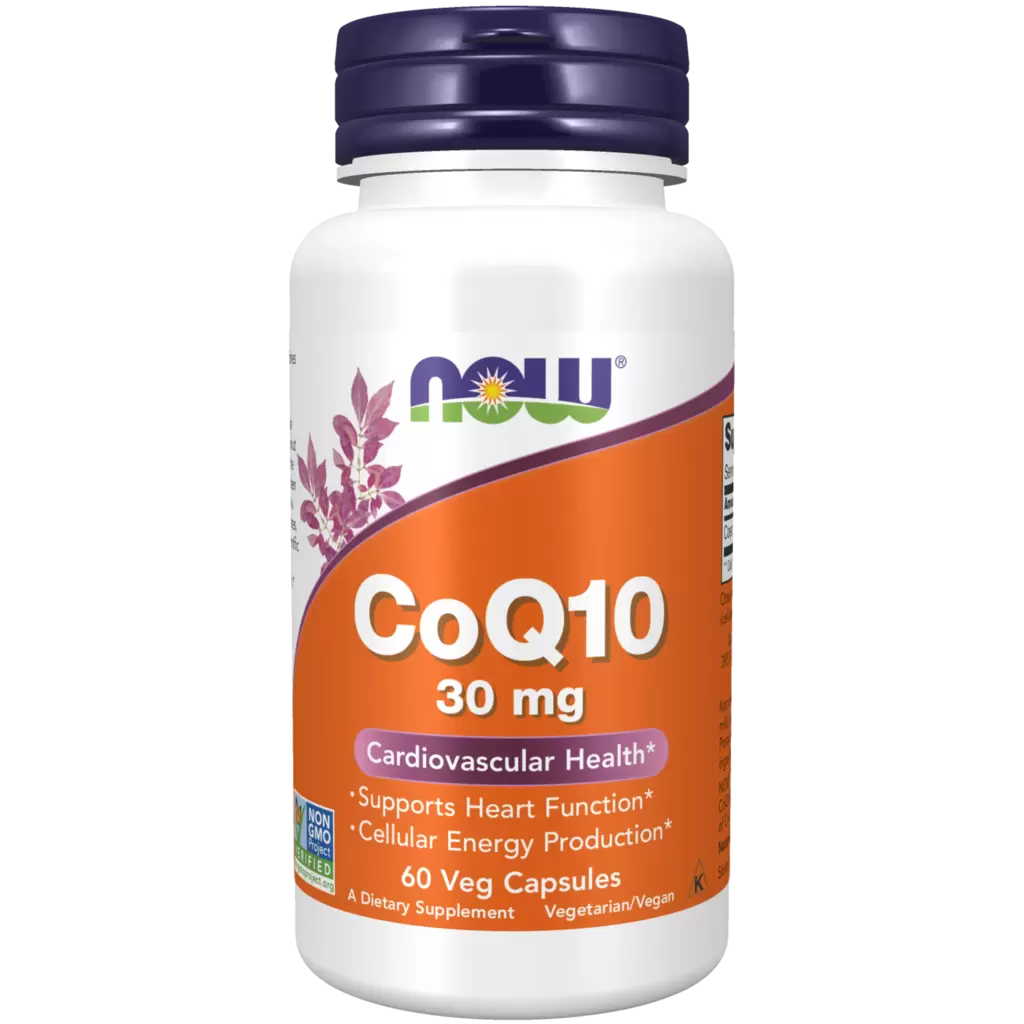 now®
CoQ10
30 mg
Cardiovascular Health*
• Supports Heart Function*
• Cellular Energy Production*
60 Veg Capsules
A Dietary Supplement Vegetarian/Vegan
NON
GMO
Project
VERIFIED
K